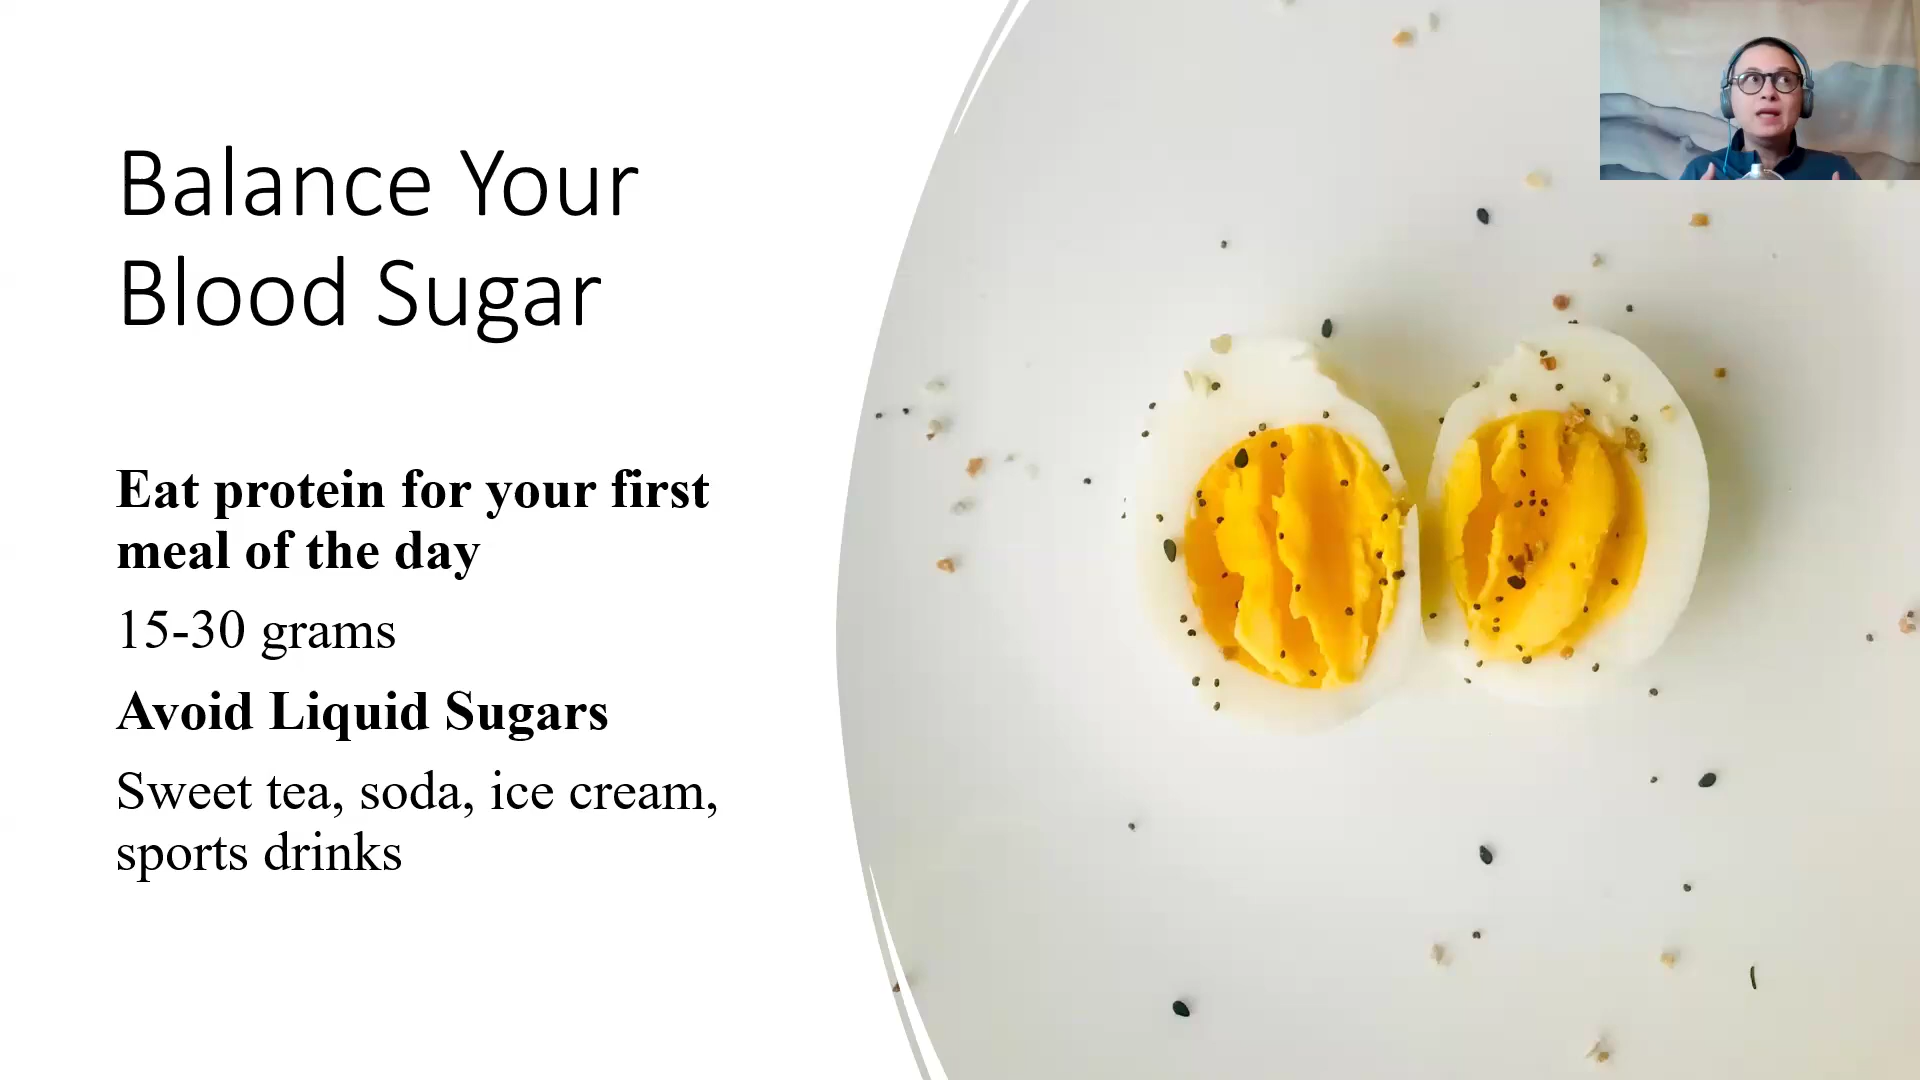 Balance Your
Blood Sugar
Eat protein for your first
meal of the day
15-30 grams
Avoid Liquid Sugars
Sweet tea, soda, ice cream,
sports drinks